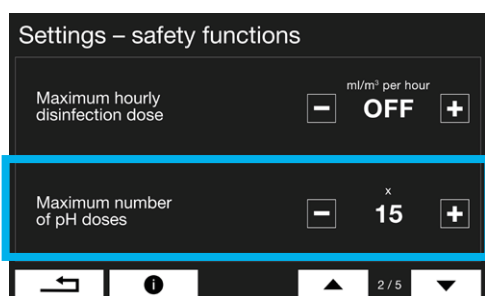 Settings – safety functions
ml/m³ per hour
Maximum hourly
disinfection dose
− OFF +
x
Maximum number
of pH doses
− 15 +
i
2/5